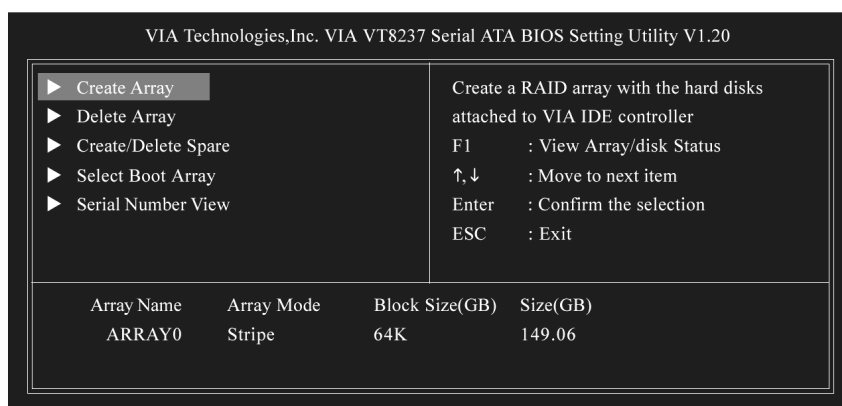 VIA Technologies,Inc. VIA VT8237 Serial ATA BIOS Setting Utility V1.20
▶ Create Array
▶ Delete Array
▶ Create/Delete Spare
▶ Select Boot Array
▶ Serial Number View
Create a RAID array with the hard disks
attached to VIA IDE controller
F1 : View Array/disk Status
↑,↓ : Move to next item
Enter : Confirm the selection
ESC : Exit
Array Name Array Mode Block Size(GB) Size(GB)
ARRAY0 Stripe 64K 149.06